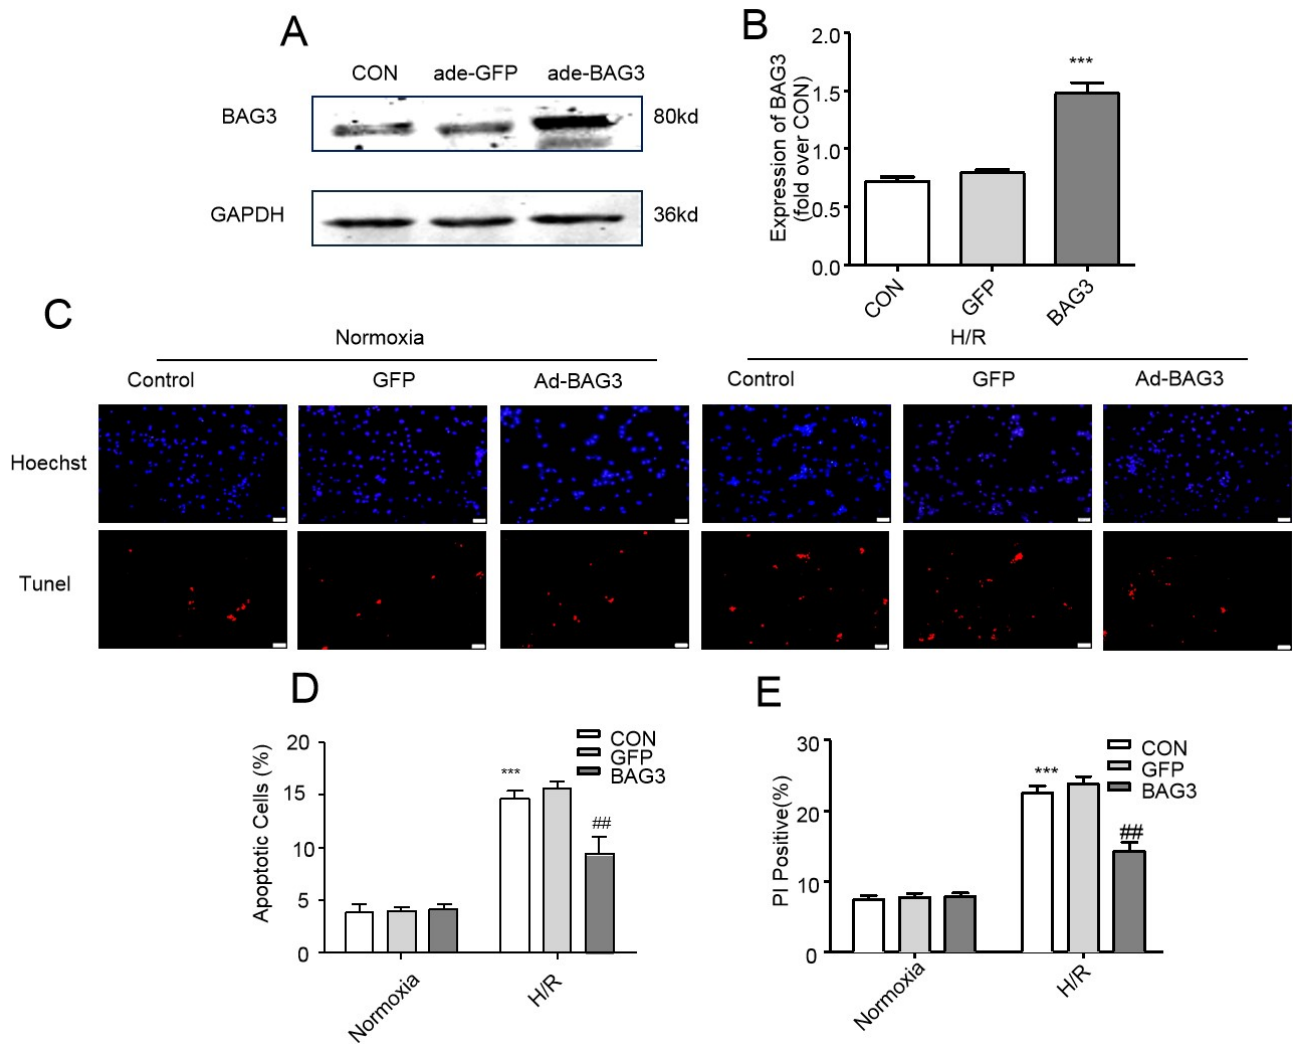 A
CON ade-GFP ade-BAG3
BAG3 80kd
GAPDH 36kd
B
Expression of BAG3
(fold over CON)
2.0
1.5
1.0
0.5
0.0
***
CON GFP BAG3
C
Normoxia H/R
Control GFP Ad-BAG3 Control GFP Ad-BAG3
Hoechst
Tunel
D
Apoptotic Cells (%)
20
15
10
5
0
***
##
CON
GFP
BAG3
Normoxia H/R
E
PI Positive(%)
30
20
10
0
***
##
CON
GFP
BAG3
Normoxia H/R